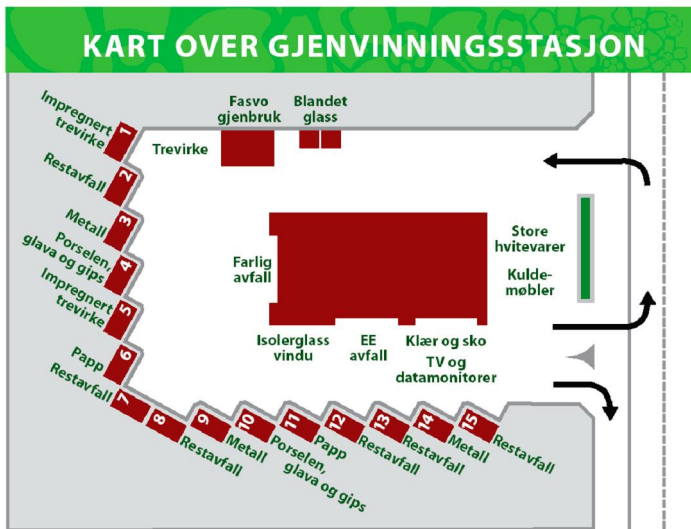 KART OVER GJENVINNINGSSTASJON
Impregnert
trevirke
1
Restavfall
2
Metall
3
Porselen,
glava og gips
4
Impregnert
trevirke
5
Papp
6
Restavfall
7
8
Restavfall
9
Metall
10
Porselen,
glava og gips
11
Papp
12
Restavfall
13
Restavfall
14
Metall
15
Restavfall
Trevirke
Fasvo
gjenbruk
Blandet
glass
Farlig
avfall
Isolerglass
vindu
EE
avfall
Klær og sko
TV og
datamonitorer
Store
hvitevarer
Kulde-
møbler